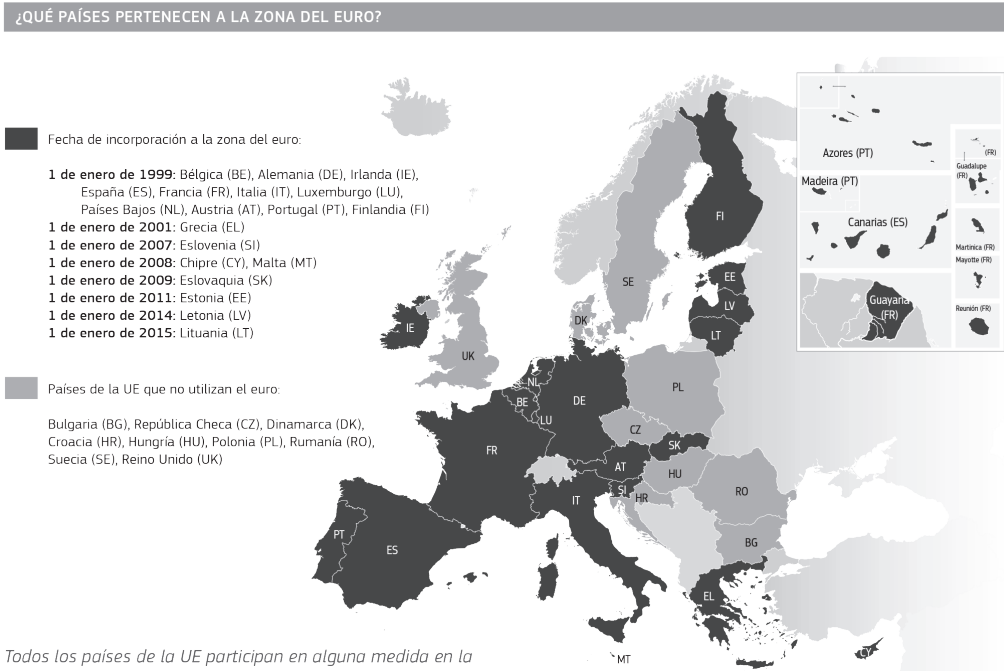 ¿QUÉ PAÍSES PERTENECEN A LA ZONA DEL EURO?
Fecha de incorporación a la zona del euro:
1 de enero de 1999: Bélgica (BE), Alemania (DE), Irlanda (IE),
España (ES), Francia (FR), Italia (IT), Luxemburgo (LU),
Países Bajos (NL), Austria (AT), Portugal (PT), Finlandia (FI)
1 de enero de 2001: Grecia (EL)
1 de enero de 2007: Eslovenia (SI)
1 de enero de 2008: Chipre (CY), Malta (MT)
1 de enero de 2009: Eslovaquia (SK)
1 de enero de 2011: Estonia (EE)
1 de enero de 2014: Letonia (LV)
1 de enero de 2015: Lituania (LT)
Países de la UE que no utilizan el euro:
Bulgaria (BG), República Checa (CZ), Dinamarca (DK),
Croacia (HR), Hungría (HU), Polonia (PL), Rumanía (RO),
Suecia (SE), Reino Unido (UK)
Azores (PT)
(FR)
Guadalupe
(FR)
Madeira (PT)
Canarias (ES)
Martinica (FR)
Mayotte (FR)
Guayana
(FR)
Reunión (FR)
FI
SE
EE
LV
LT
DK
IE
UK
NL
BE
LU
DE
PL
CZ
SK
FR
AT
HU
SI
HR
RO
IT
BG
PT
ES
EL
MT
CY
Todos los países de la UE participan en alguna medida en la